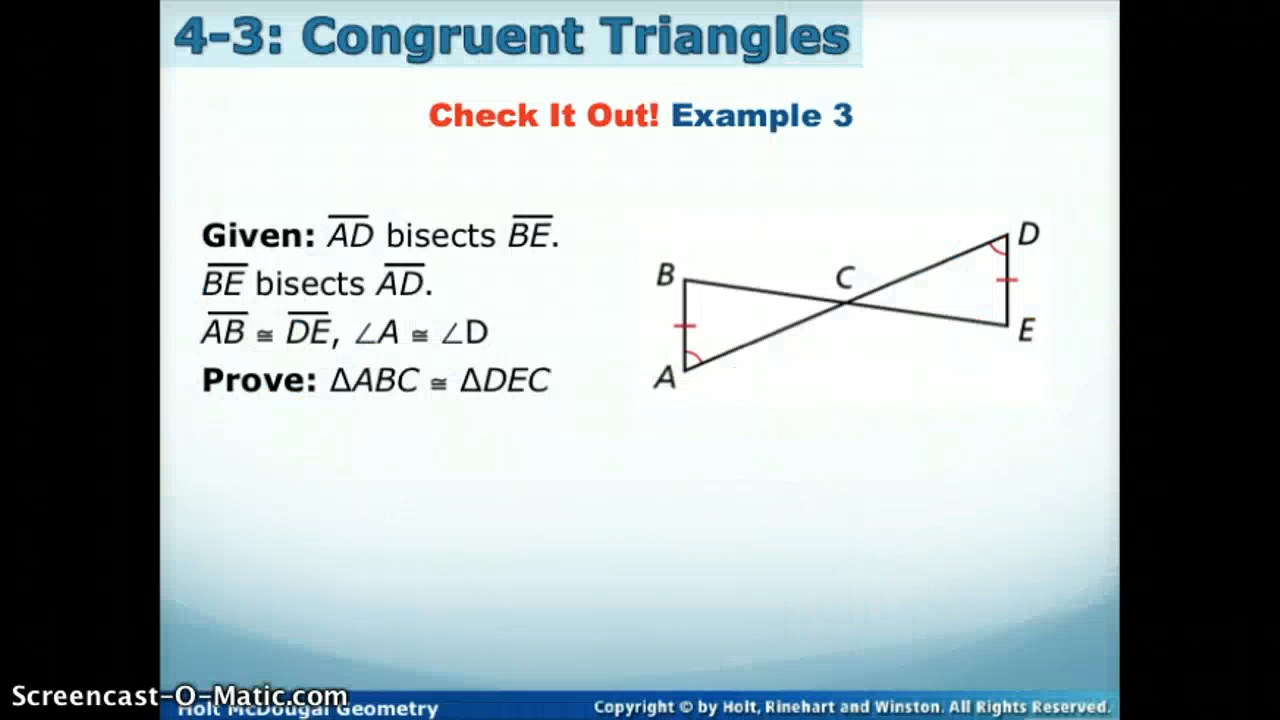 4-3: Congruent Triangles
Check It Out! Example 3
Given: AD bisects BE.
BE bisects AD.
AB ≅ DE, ∠A ≅ ∠D
Prove: ΔABC ≅ ΔDEC
B
C
D
A
E
Screencast-O-Matic.com
Holt McDougal Geometry
Copyright © by Holt, Rinehart and Winston. All Rights Reserved.